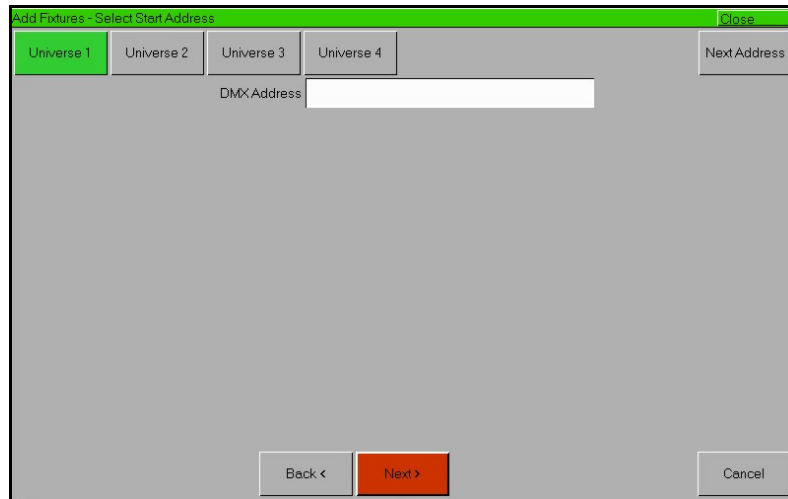 Add Fixtures - Select Start Address Close
Universe 1 Universe 2 Universe 3 Universe 4 Next Address
DMX Address
Back < Next > Cancel